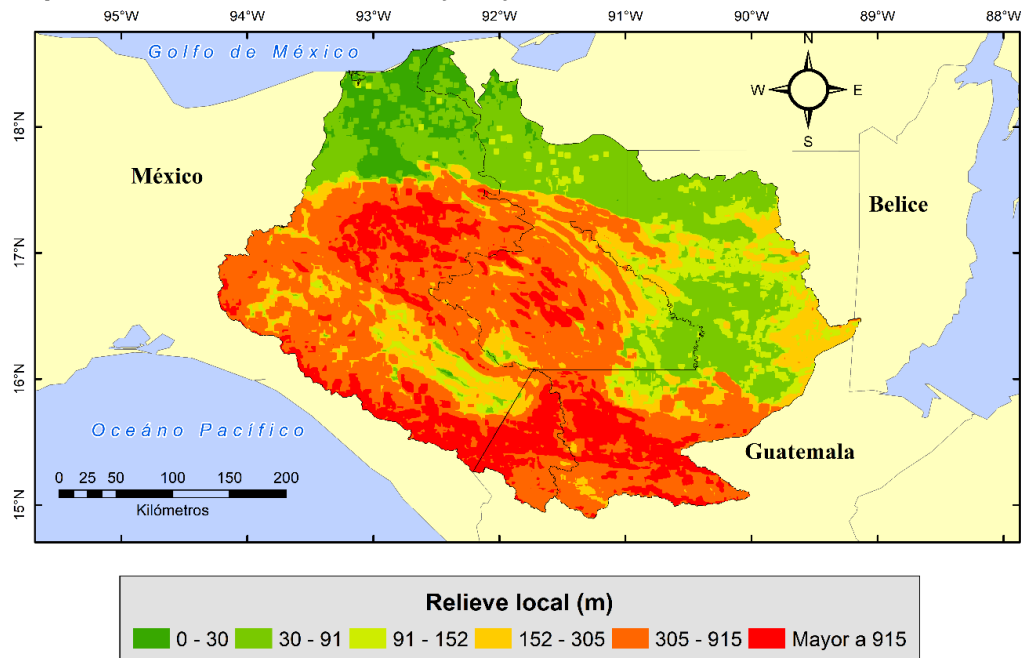 95°W 94°W 93°W 92°W 91°W 90°W 89°W 88°W
Golfo de México
N
W E
S
18°N
México
Belice
17°N
16°N
Oceáno Pacífico
Guatemala
0 25 50 100 150 200
Kilómetros
15°N
Relieve local (m)
0 - 30 30 - 91 91 - 152 152 - 305 305 - 915 Mayor a 915